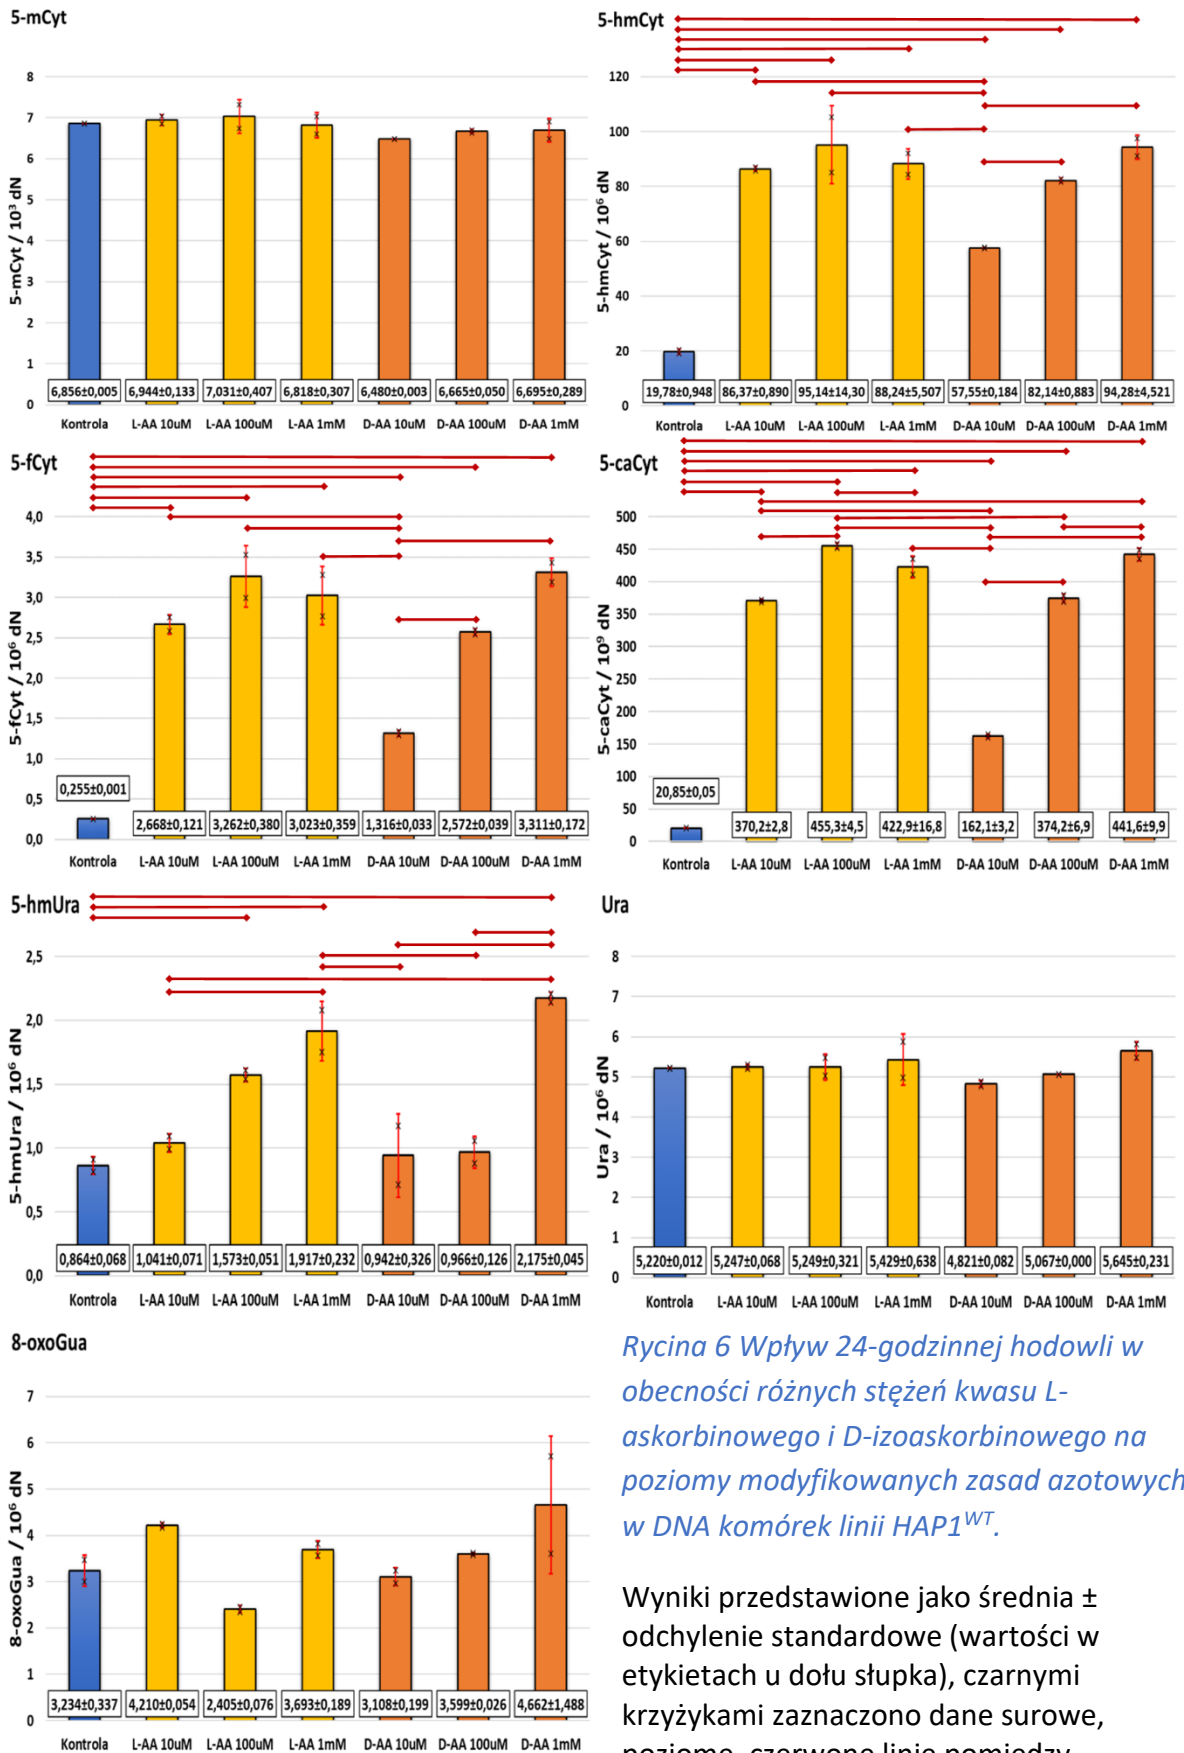 5-mCyt
5-mCyt / 10³ dN
8
7
6
5
4
3
2
1
0
6,856±0,005 6,944±0,133 7,031±0,407 6,818±0,307 6,480±0,003 6,665±0,050 6,695±0,289
Kontrola L-AA 10uM L-AA 100uM L-AA 1mM D-AA 10uM D-AA 100uM D-AA 1mM
5-hmCyt
5-hmCyt / 10⁶ dN
120
100
80
60
40
20
0
19,78±0,948 86,37±0,890 95,14±14,30 88,24±5,507 57,55±0,184 82,14±0,883 94,28±4,521
Kontrola L-AA 10uM L-AA 100uM L-AA 1mM D-AA 10uM D-AA 100uM D-AA 1mM
5-fCyt
5-fCyt / 10⁶ dN
4,0
3,5
3,0
2,5
2,0
1,5
1,0
0,5
0,0
0,255±0,001
2,668±0,121 3,262±0,380 3,023±0,359 1,316±0,033 2,572±0,039 3,311±0,172
Kontrola L-AA 10uM L-AA 100uM L-AA 1mM D-AA 10uM D-AA 100uM D-AA 1mM
5-caCyt
5-caCyt / 10⁹ dN
500
450
400
350
300
250
200
150
100
50
0
20,85±0,05
370,2±2,8 455,3±4,5 422,9±16,8 162,1±3,2 374,2±6,9 441,6±9,9
Kontrola L-AA 10uM L-AA 100uM L-AA 1mM D-AA 10uM D-AA 100uM D-AA 1mM
5-hmUra
5-hmUra / 10⁶ dN
2,5
2,0
1,5
1,0
0,5
0,0
0,864±0,068 1,041±0,071 1,573±0,051 1,917±0,232 0,942±0,326 0,966±0,126 2,175±0,045
Kontrola L-AA 10uM L-AA 100uM L-AA 1mM D-AA 10uM D-AA 100uM D-AA 1mM
Ura
Ura / 10⁶ dN
8
7
6
5
4
3
2
1
0
5,220±0,012 5,247±0,068 5,249±0,321 5,429±0,638 4,821±0,082 5,067±0,000 5,645±0,231
Kontrola L-AA 10uM L-AA 100uM L-AA 1mM D-AA 10uM D-AA 100uM D-AA 1mM
8-oxoGua
8-oxoGua / 10⁶ dN
7
6
5
4
3
2
1
0
3,234±0,337 4,210±0,054 2,405±0,076 3,693±0,189 3,108±0,199 3,599±0,026 4,662±1,488
Kontrola L-AA 10uM L-AA 100uM L-AA 1mM D-AA 10uM D-AA 100uM D-AA 1mM
Rycina 6 Wpływ 24-godzinnej hodowli w
obecności różnych stężeń kwasu L-
askorbinowego i D-izoaskorbinowego na
poziomy modyfikowanych zasad azotowych
w DNA komórek linii HAP1ᵂᵀ.
Wyniki przedstawione jako średnia ±
odchylenie standardowe (wartości w
etykietach u dołu słupka), czarnymi
krzyżykami zaznaczono dane surowe,
poziome, czerwone linie pomiędzy